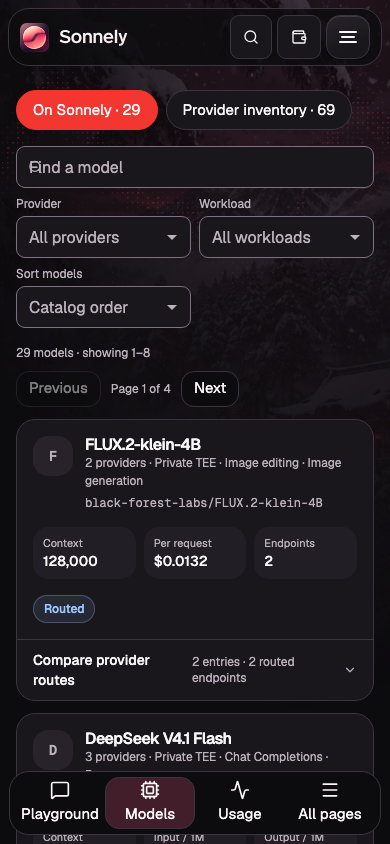 Sonnely
On Sonnely · 29
Provider inventory · 69
Find a model
Provider
Workload
All providers
All workloads
Sort models
Catalog order
29 models · showing 1–8
Previous
Page 1 of 4
Next
F
FLUX.2-klein-4B
2 providers · Private TEE · Image editing · Image
generation
black-forest-labs/FLUX.2-klein-4B
Context
128,000
Per request
$0.0132
Endpoints
2
Routed
Compare provider
routes
2 entries · 2 routed
endpoints
D
DeepSeek V4.1 Flash
3 providers · Private TEE · Chat Completions ·
Playground
Models
Usage
All pages
Context
Input / 1M
Output / 1M